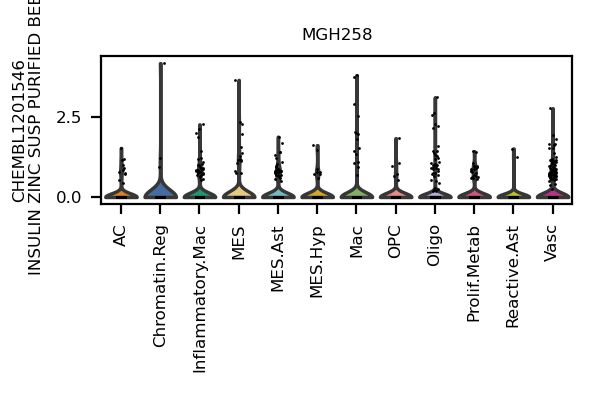 MGH258
CHEMBL1201546
INSULIN ZINC SUSP PURIFIED BEE
2.5
0.0
AC
Chromatin.Reg
Inflammatory.Mac
MES
MES.Ast
MES.Hyp
Mac
OPC
Oligo
Prolif.Metab
Reactive.Ast
Vasc